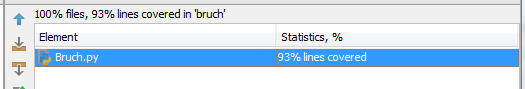 100% files, 93% lines covered in 'bruch'
Element Statistics, %
Bruch.py 93% lines covered